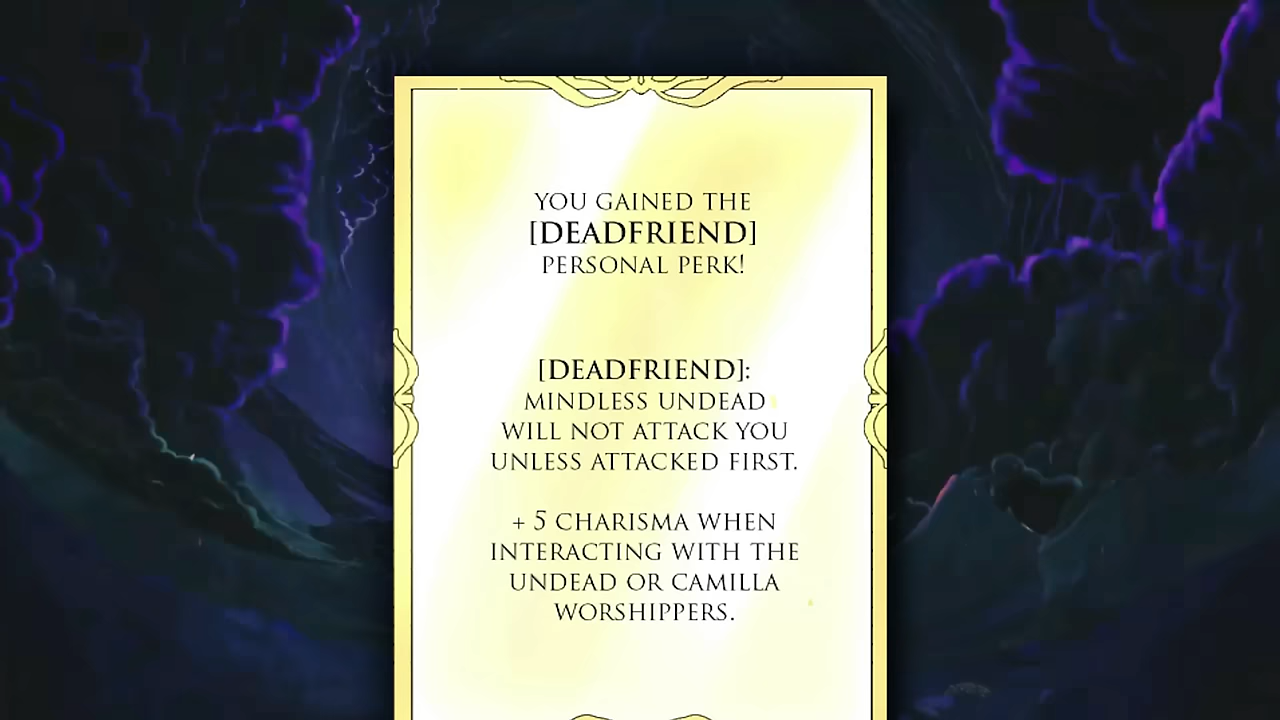 YOU GAINED THE
[DEADFRIEND]
PERSONAL PERK!
[DEADFRIEND]:
MINDLESS UNDEAD
WILL NOT ATTACK YOU
UNLESS ATTACKED FIRST.
+ 5 CHARISMA WHEN
INTERACTING WITH THE
UNDEAD OR CAMILLA
WORSHIPPERS.